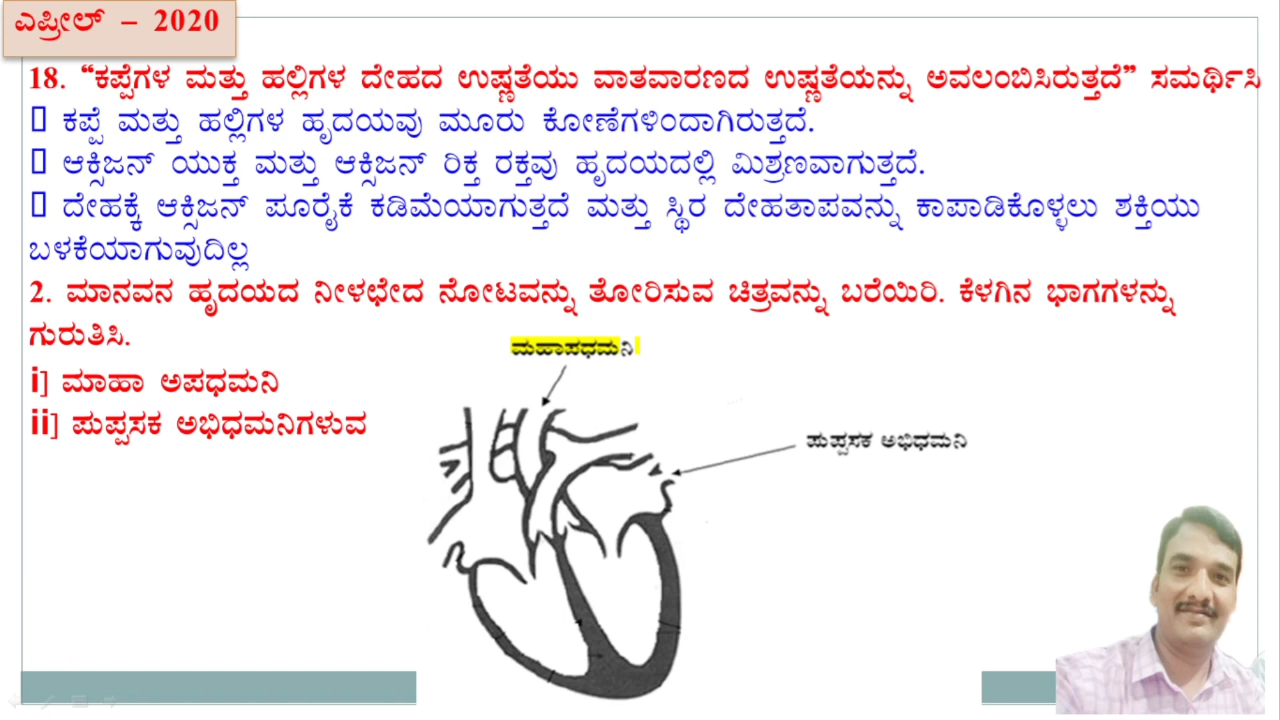 ಎಪ್ರೀಲ್ – 2020
18. “ಕಪ್ಪೆಗಳ ಮತ್ತು ಹಲ್ಲಿಗಳ ದೇಹದ ಉಷ್ಣತೆಯು ವಾತವಾರಣದ ಉಷ್ಣತೆಯನ್ನು ಅವಲಂಬಿಸಿರುತ್ತದೆ” ಸಮರ್ಥಿಸಿ
ಕಪ್ಪೆ ಮತ್ತು ಹಲ್ಲಿಗಳ ಹೃದಯವು ಮೂರು ಕೋಣೆಗಳಿಂದಾಗಿರುತ್ತದೆ.
ಆಕ್ಸಿಜನ್ ಯುಕ್ತ ಮತ್ತು ಆಕ್ಸಿಜನ್ ರಿಕ್ತ ರಕ್ತವು ಹೃದಯದಲ್ಲಿ ಮಿಶ್ರಣವಾಗುತ್ತದೆ.
ದೇಹಕ್ಕೆ ಆಕ್ಸಿಜನ್ ಪೂರೈಕೆ ಕಡಿಮೆಯಾಗುತ್ತದೆ ಮತ್ತು ಸ್ಥಿರ ದೇಹತಾಪವನ್ನು ಕಾಪಾಡಿಕೊಳ್ಳಲು ಶಕ್ತಿಯು
ಬಳಕೆಯಾಗುವುದಿಲ್ಲ
2. ಮಾನವನ ಹೃದಯದ ನೀಳಛೇದ ನೋಟವನ್ನು ತೋರಿಸುವ ಚಿತ್ರವನ್ನು ಬರೆಯಿರಿ. ಕೆಳಗಿನ ಭಾಗಗಳನ್ನು
ಗುರುತಿಸಿ.
i] ಮಾಹಾ ಅಪಧಮನಿ
ii] ಪುಪ್ಪಸಕ ಅಭಿಧಮನಿಗಳುವ
ಮಹಾಪಧಮನಿ
ಪುಪ್ಪಸಕ ಅಭಿಧಮನಿ